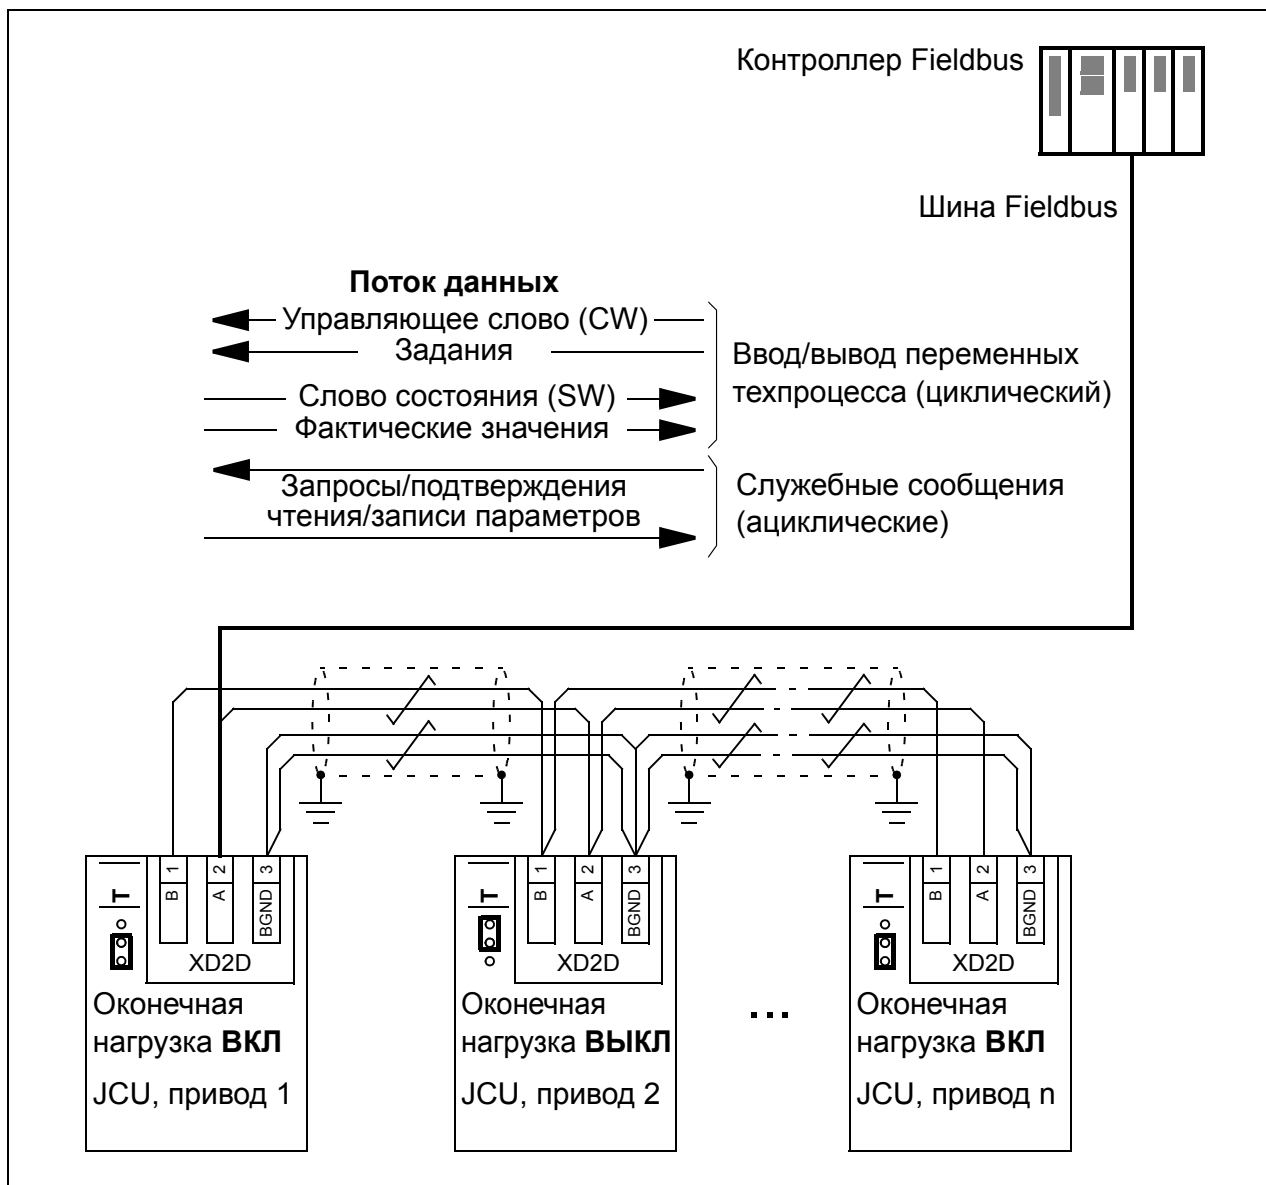 Контроллер Fieldbus
Шина Fieldbus
Поток данных
Управляющее слово (CW)
Задания
Слово состояния (SW)
Фактические значения
Ввод/вывод переменных
техпроцесса (циклический)
Запросы/подтверждения
чтения/записи параметров
Служебные сообщения
(ациклические)
T
1 2 3
B A BGND
XD2D
Оконечная
нагрузка ВКЛ
JCU, привод 1
T
1 2 3
B A BGND
XD2D
Оконечная
нагрузка ВЫКЛ
JCU, привод 2
...
T
1 2 3
B A BGND
XD2D
Оконечная
нагрузка ВКЛ
JCU, привод n